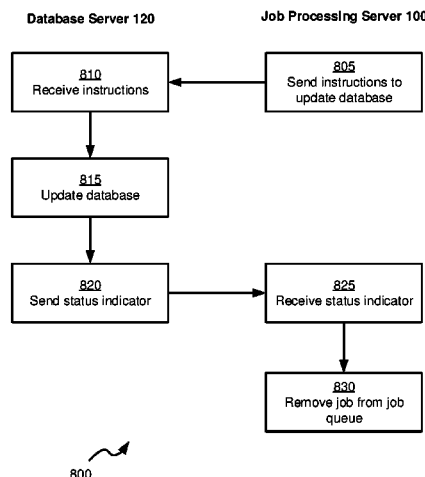 Database Server 120
Job Processing Server 100
810
Receive instructions
805
Send instructions to
update database
815
Update database
820
Send status indicator
825
Receive status indicator
830
Remove job from job
queue
800